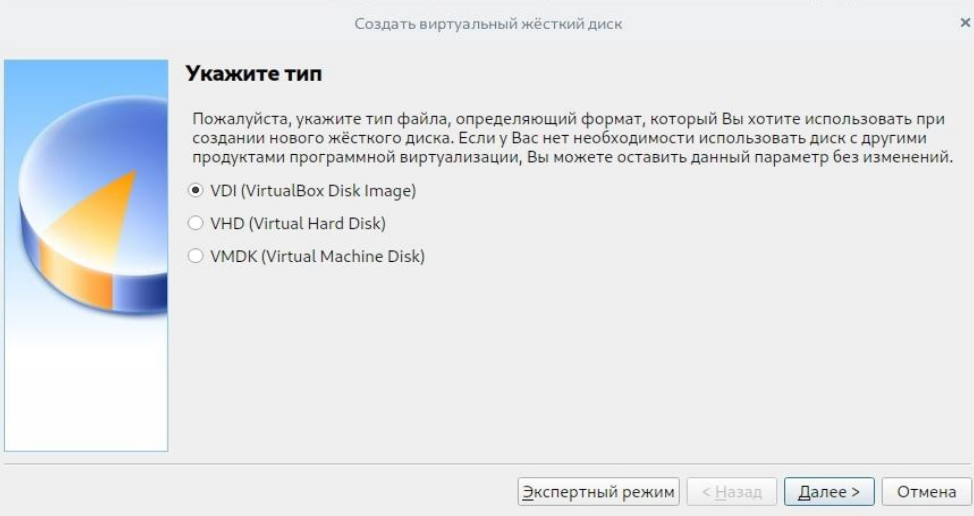 Создать виртуальный жёсткий диск
Укажите тип
Пожалуйста, укажите тип файла, определяющий формат, который Вы хотите использовать при
создании нового жёсткого диска. Если у Вас нет необходимости использовать диск с другими
продуктами программной виртуализации, Вы можете оставить данный параметр без изменений.
VDI (VirtualBox Disk Image)
VHD (Virtual Hard Disk)
VMDK (Virtual Machine Disk)
Экспертный режим < Назад Далее > Отмена